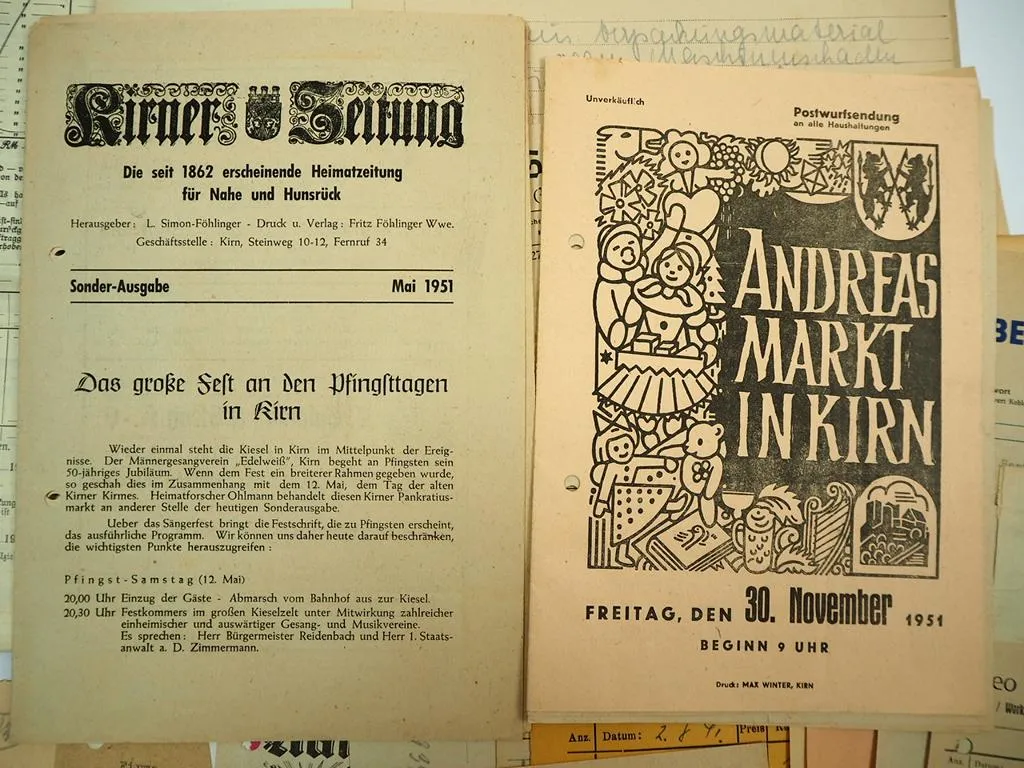 Kirner Zeitung
Die seit 1862 erscheinende Heimatzeitung
für Nahe und Hunsrück
Herausgeber: L. Simon-Föhlinger - Druck u. Verlag: Fritz Föhlinger Wwe.
Geschäftsstelle: Kirn, Steinweg 10-12, Fernruf 34
Sonder-Ausgabe Mai 1951
Das große Fest an den Pfingsttagen
in Kirn
Wieder einmal steht die Kiesel in Kirn im Mittelpunkt der Ereig-
nisse. Der Männergesangverein „Edelweiß", Kirn begeht an Pfingsten sein
50-jähriges Jubiläum. Wenn dem Fest ein breiterer Rahmen gegeben wurde,
so geschah dies im Zusammenhang mit dem 12. Mai, dem Tag der alten
Kirner Kirmes. Heimatforscher Ohlmann behandelt diesen Kirner Pankratius-
markt an anderer Stelle der heutigen Sonderausgabe.
Ueber das Sängerfest bringt die Festschrift, die zu Pfingsten erscheint,
das ausführliche Programm. Wir können uns daher heute darauf beschränken,
die wichtigsten Punkte herauszugreifen:
Pfingst-Samstag (12. Mai)
20,00 Uhr Einzug der Gäste - Abmarsch vom Bahnhof aus zur Kiesel.
20,30 Uhr Festkommers im großen Kieselzelt unter Mitwirkung zahlreicher
einheimischer und auswärtiger Gesang- und Musikvereine.
Es sprechen: Herr Bürgermeister Reidenbach und Herr 1. Staats-
anwalt a. D. Zimmermann.
Verpackungsmaterial
Unverkäuflich
Postwurfsendung
an alle Haushaltungen
ANDREAS
MARKT
IN KIRN
FREITAG, DEN 30. November 1951
BEGINN 9 UHR
Druck: MAX WINTER, KIRN
Anz. Datum: 2. 8. 41. Preis
BE